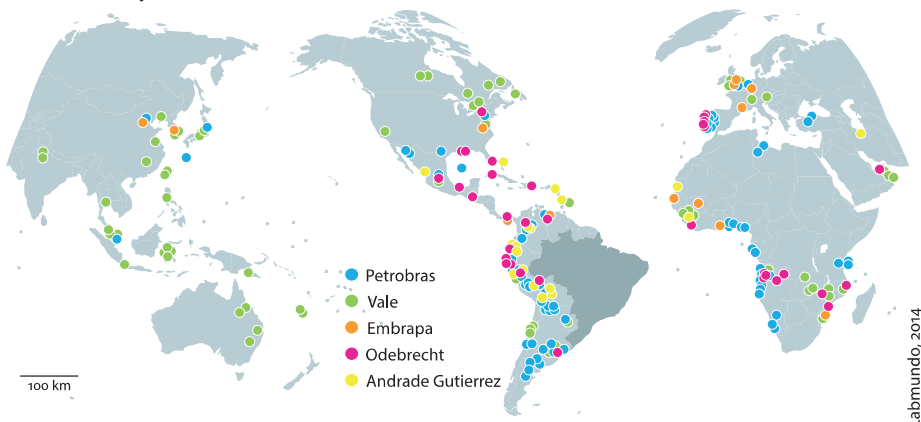 Petrobras
Vale
Embrapa
Odebrecht
Andrade Gutierrez
100 km
.abmundo, 2014